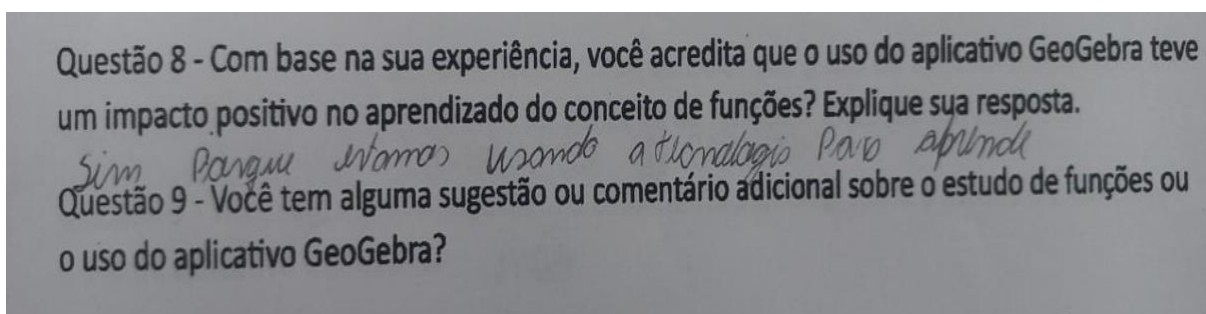 Questão 8 - Com base na sua experiência, você acredita que o uso do aplicativo GeoGebra teve
um impacto positivo no aprendizado do conceito de funções? Explique sua resposta.
Sim Porque estamos usando a tecnologia Para aprende
Questão 9 - Você tem alguma sugestão ou comentário adicional sobre o estudo de funções ou
o uso do aplicativo GeoGebra?